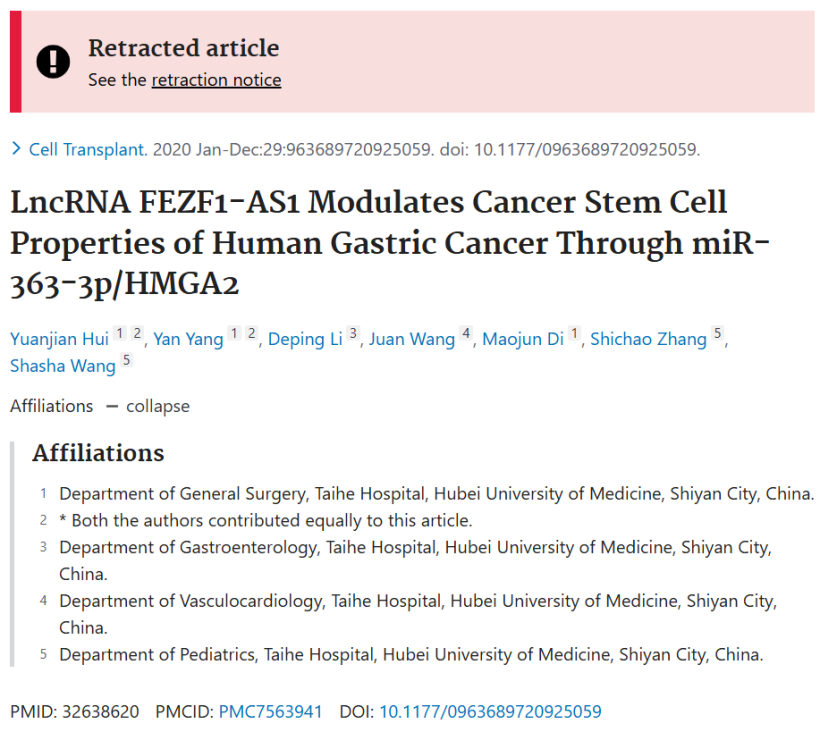 Retracted article
See the retraction notice
Cell Transplant. 2020 Jan-Dec:29:963689720925059. doi: 10.1177/0963689720925059.
LncRNA FEZF1-AS1 Modulates Cancer Stem Cell
Properties of Human Gastric Cancer Through miR-
363-3p/HMGA2
Yuanjian Hui 1 2, Yan Yang 1 2, Deping Li 3, Juan Wang 4, Maojun Di 1, Shichao Zhang 5,
Shasha Wang 5
Affiliations – collapse
Affiliations
1 Department of General Surgery, Taihe Hospital, Hubei University of Medicine, Shiyan City, China.
2 * Both the authors contributed equally to this article.
3 Department of Gastroenterology, Taihe Hospital, Hubei University of Medicine, Shiyan City,
China.
4 Department of Vasculocardiology, Taihe Hospital, Hubei University of Medicine, Shiyan City,
China.
5 Department of Pediatrics, Taihe Hospital, Hubei University of Medicine, Shiyan City, China.
PMID: 32638620 PMCID: PMC7563941 DOI: 10.1177/0963689720925059